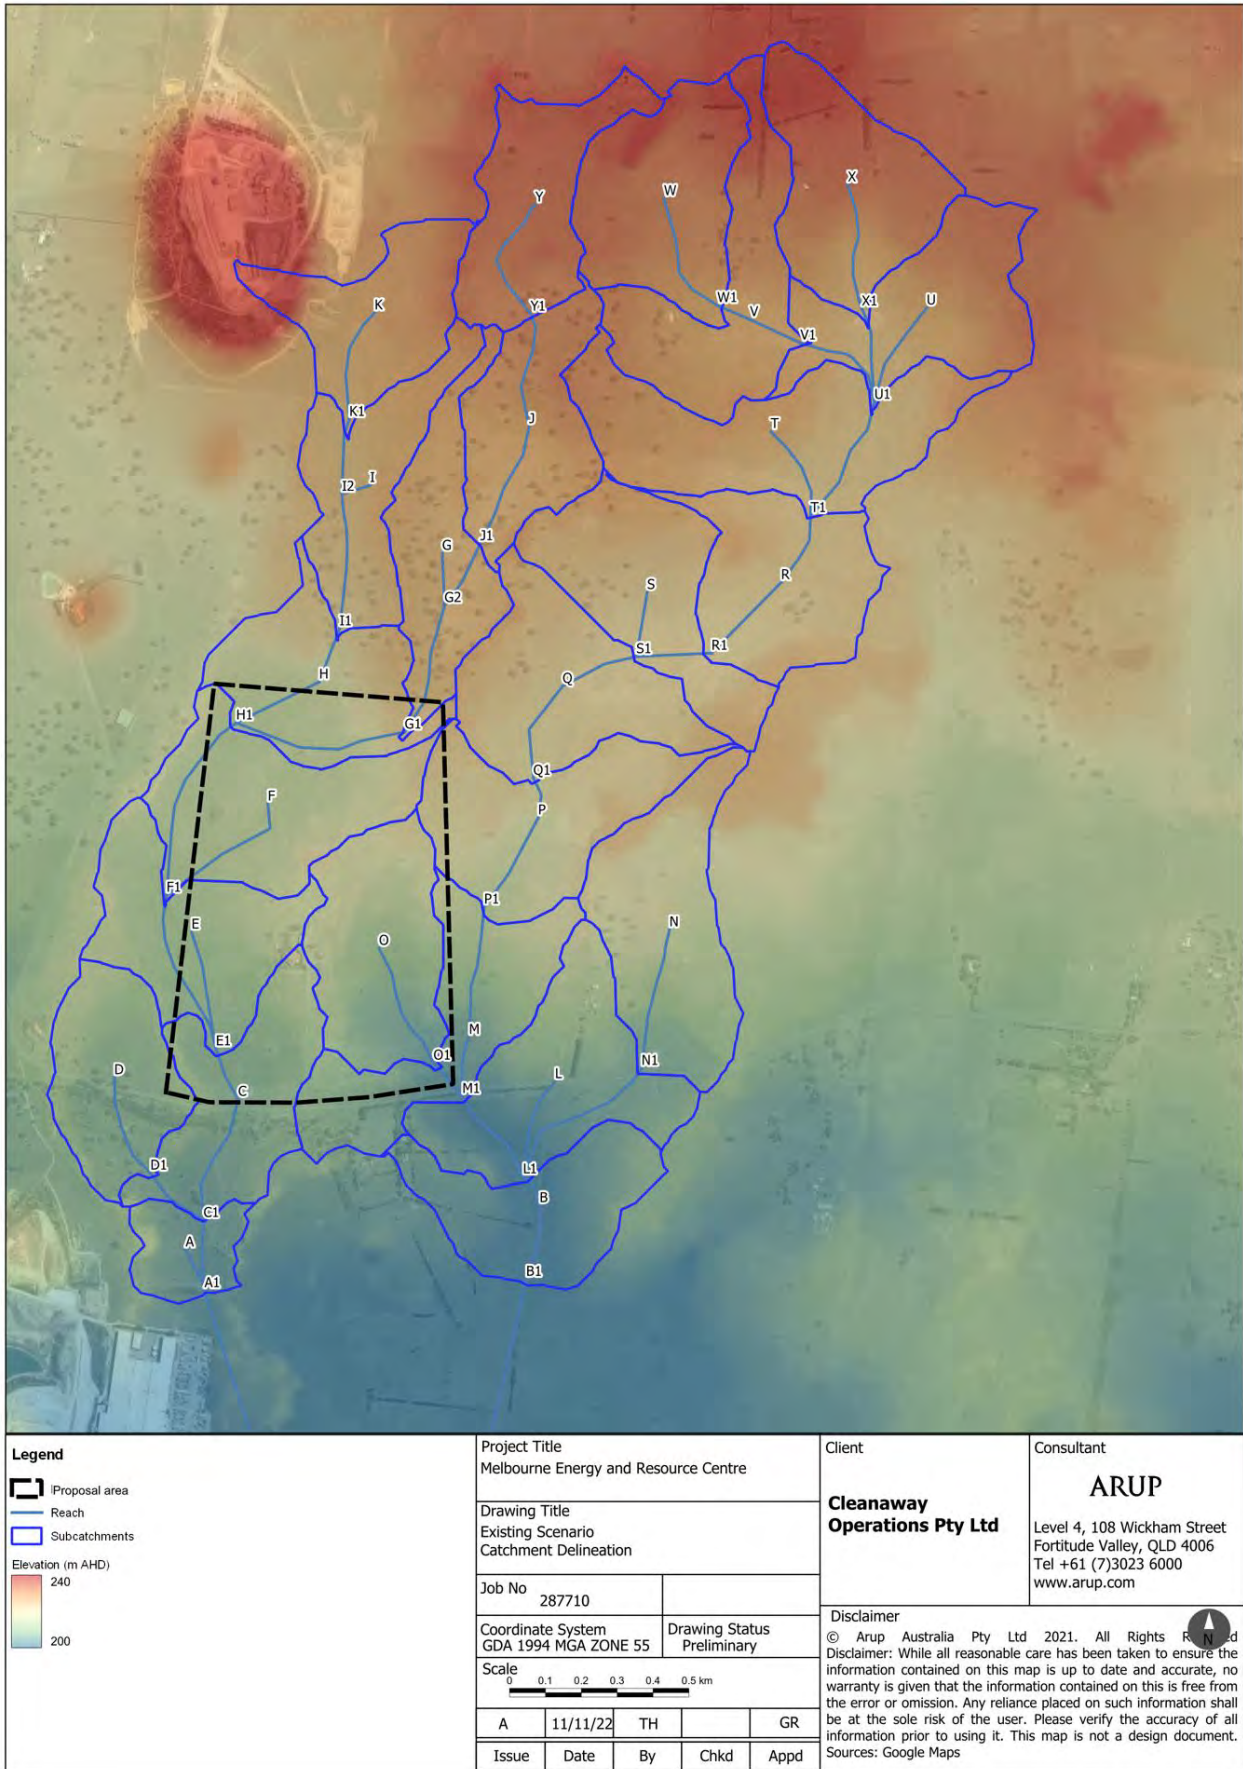 X
W
Y
W1
X1
U
K
Y1
V
V1
U1
K1
J
T
I
I2
T1
J1
G
R
S
G2
I1
S1
R1
H
Q
H1
G1
Q1
F
P
F1
P1
E
N
O
M
E1
O1
N1
D
L
C
M1
D1
L1
B
C1
A
B1
A1
Legend
Proposal area
Reach
Subcatchments
Elevation (m AHD)
240
200
Project Title
Melbourne Energy and Resource Centre
Drawing Title
Existing Scenario
Catchment Delineation
Job No
287710
Coordinate System
GDA 1994 MGA ZONE 55
Drawing Status
Preliminary
Scale
0 0.1 0.2 0.3 0.4 0.5 km
A 11/11/22 TH GR
Issue Date By Chkd Appd
Client
Cleanaway
Operations Pty Ltd
Consultant
ARUP
Level 4, 108 Wickham Street
Fortitude Valley, QLD 4006
Tel +61 (7)3023 6000
www.arup.com
Disclaimer
N
© Arup Australia Pty Ltd 2021. All Rights
Disclaimer: While all reasonable care has been taken to ensure the
information contained on this map is up to date and accurate, no
warranty is given that the information contained on this is free from
the error or omission. Any reliance placed on such information shall
be at the sole risk of the user. Please verify the accuracy of all
information prior to using it. This map is not a design document.
Sources: Google Maps